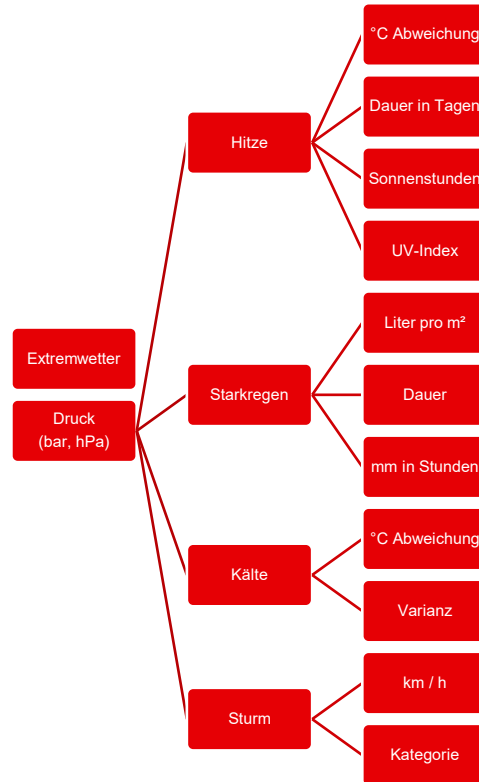 Extremwetter
Druck
(bar, hPa)
Hitze
°C Abweichung
Dauer in Tagen
Sonnenstunden
UV-Index
Starkregen
Liter pro m²
Dauer
mm in Stunden
Kälte
°C Abweichung
Varianz
Sturm
km / h
Kategorie